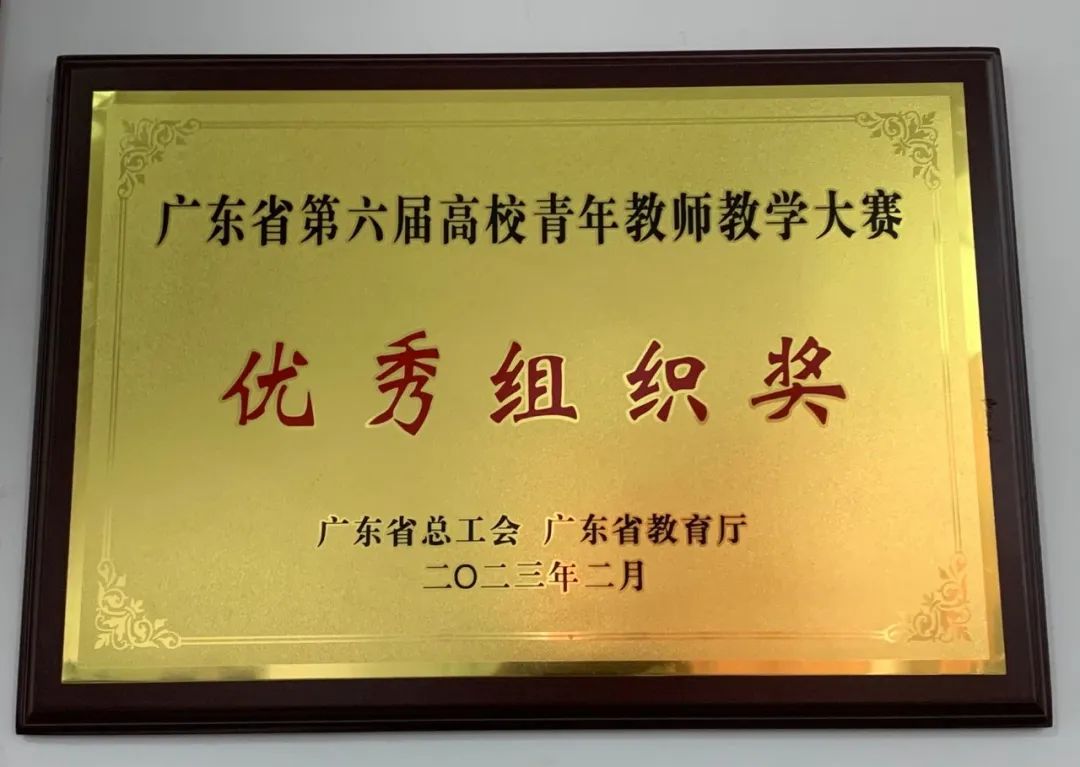 广东省第六届高校青年教师教学大赛
优秀组织奖
广东省总工会 广东省教育厅
二〇二三年二月